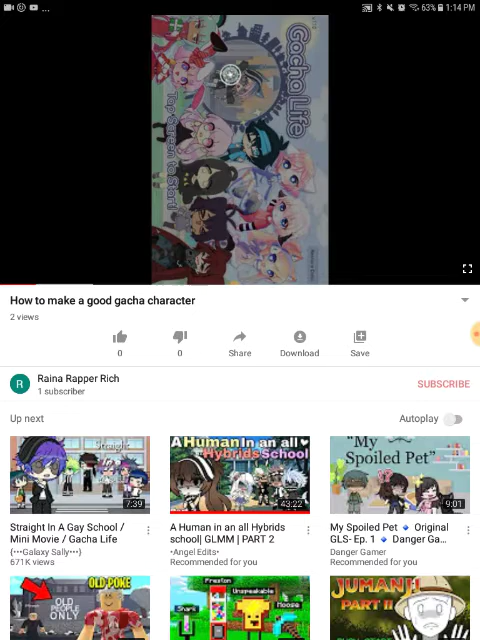 63% 1:14 PM
Gacha Life
Tap Screen to Start!
How to make a good gacha character
2 views
0
0
Share
Download
Save
R
Raina Rapper Rich
1 subscriber
SUBSCRIBE
Up next
Autoplay
Straight
7:39
A Human In an all
Hybrids
School
43:22
"My
Spoiled Pet"
9:01
Straight In A Gay School /
Mini Movie / Gacha Life
{•••Galaxy Sally•••}
671K views
A Human in an all Hybrids
school| GLMM | PART 2
•Angel Edits•
Recommended for you
My Spoiled Pet 🔹 Original
GLS- Ep. 1 🔹 Danger Ga...
Danger Gamer
Recommended for you
OLD POKE
OLD
PEOPLE
ONLY
Preston
Unspeakable
Shark
Moose
JUMANJI
PART II